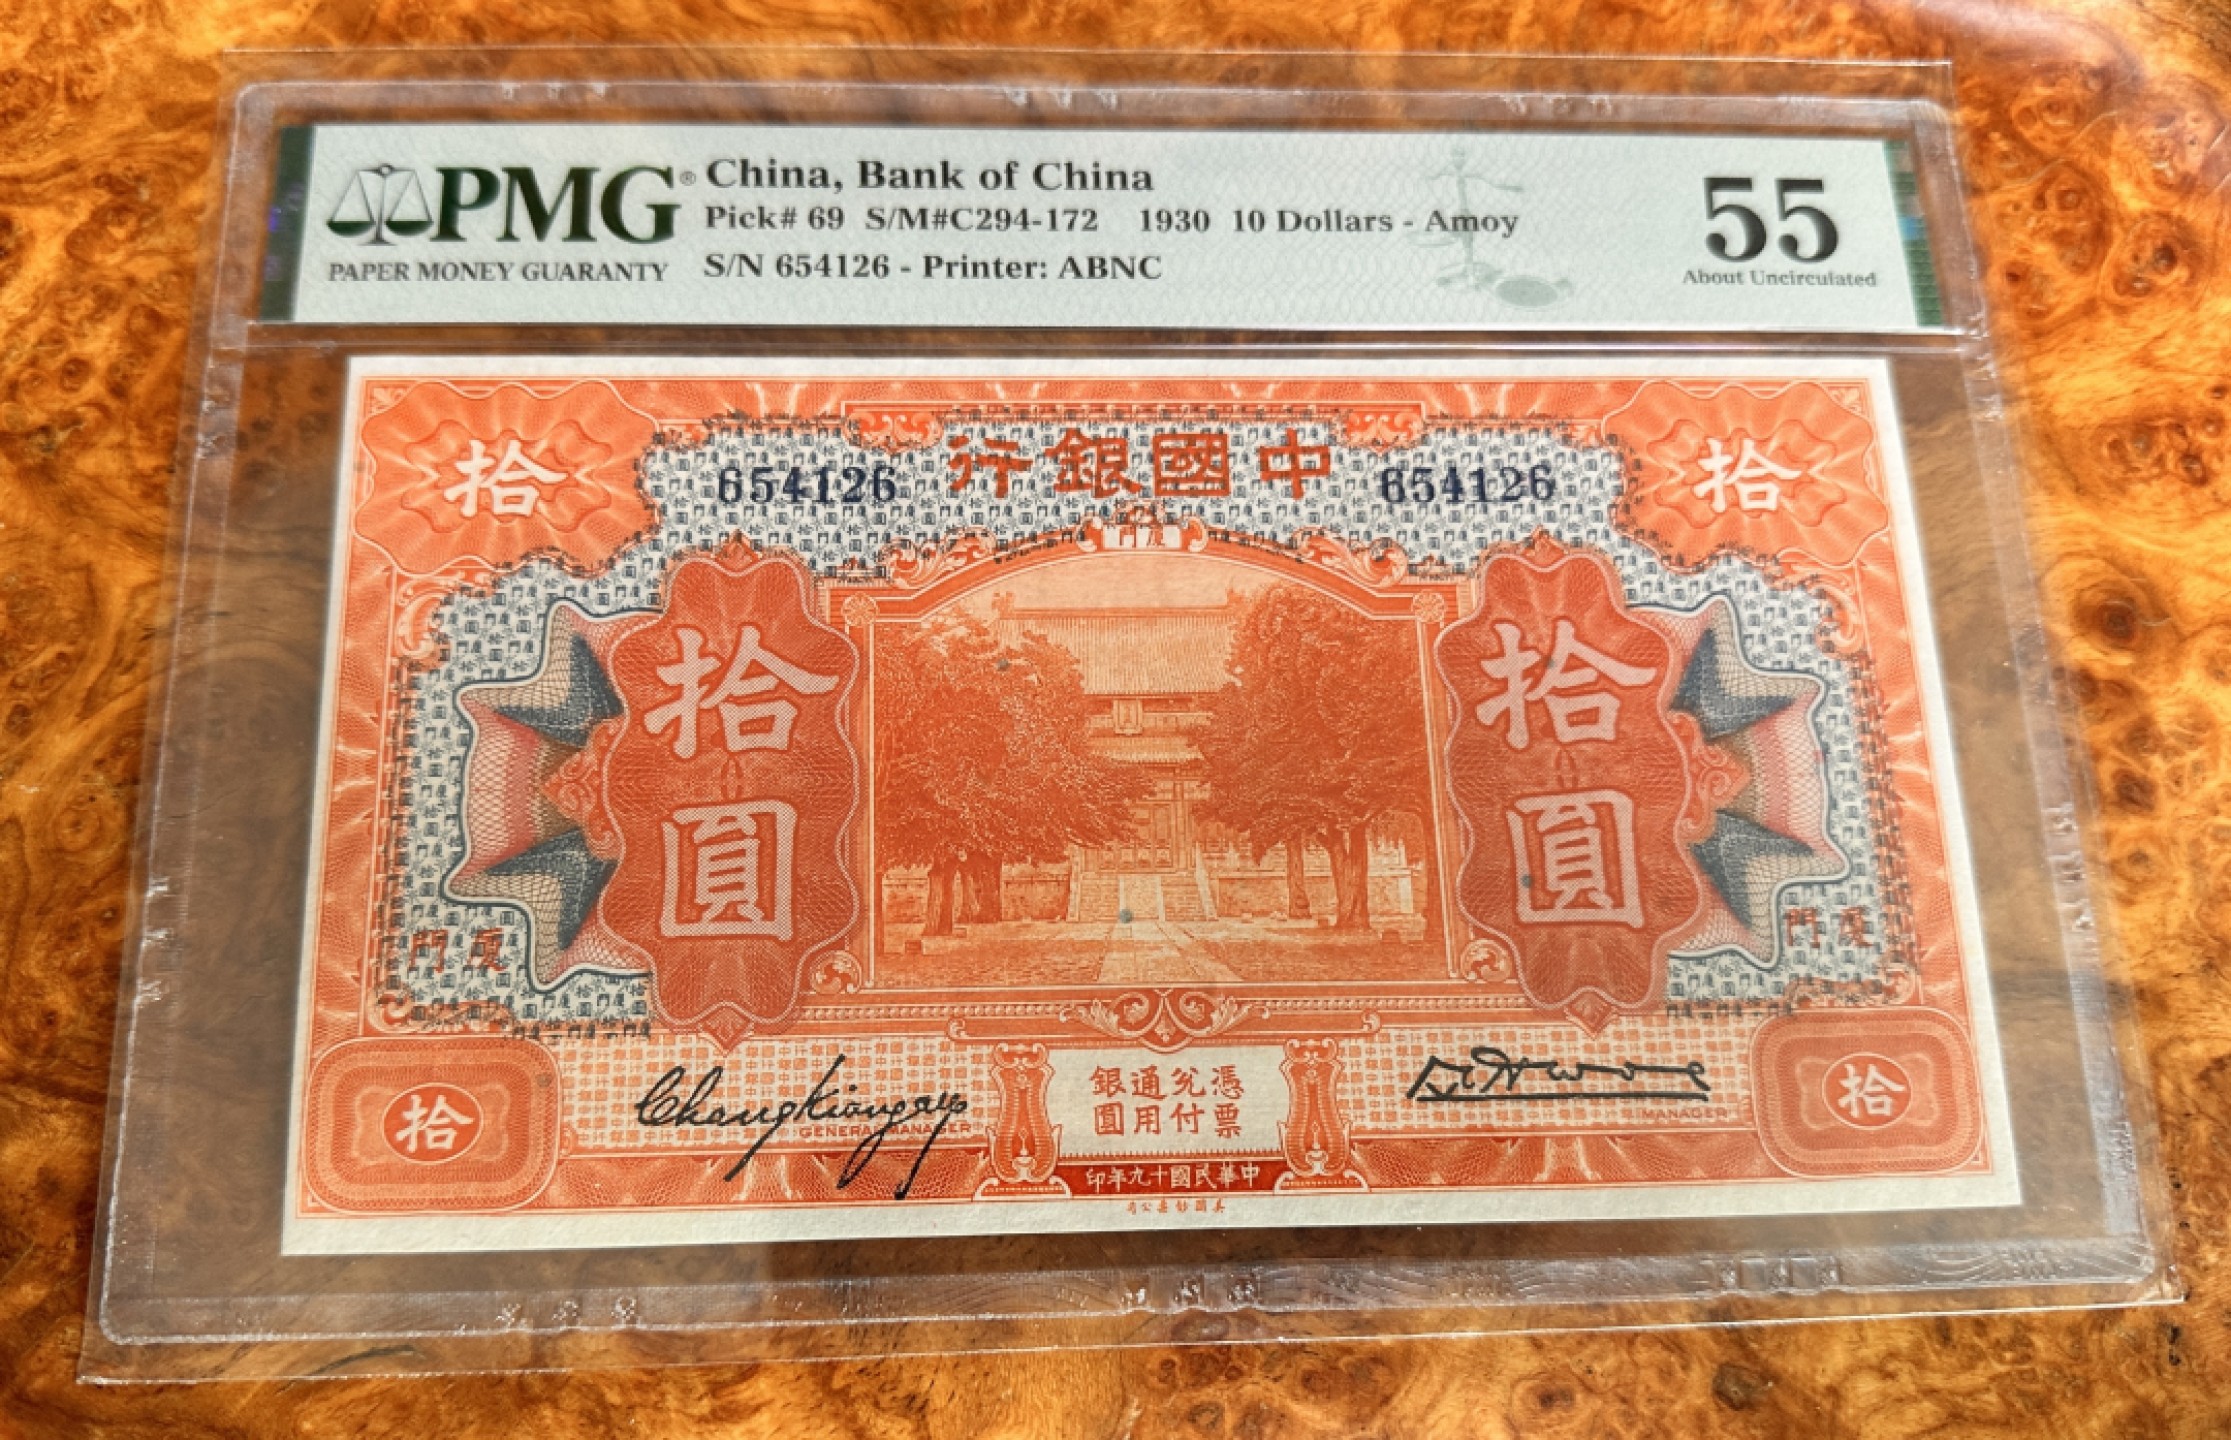 PMG®
PAPER MONEY GUARANTY
China, Bank of China
Pick# 69 S/M#C294-172 1930 10 Dollars - Amoy
S/N 654126 - Printer: ABNC
55
About Uncirculated
拾
拾
行銀國中
654126
654126
門廈
拾圓
拾圓
門廈
門廈
拾
拾
Chang Kiangau
GENERAL MANAGER
銀通兌憑
圓用付票
MANAGER
印年九十國民華中